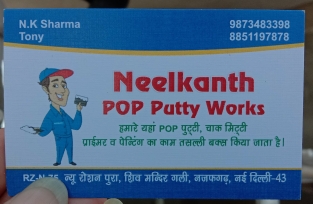 N.K Sharma
Tony
9873483398
8851197878
Neelkanth
POP Putty Works
हमारे यहां POP पुट्टी, चाक मिट्टी
प्राईमर व पेन्टिंग का काम तसल्ली बक्स किया जाता है।
RZ-N-75, न्यू रोशन पुरा, शिव मन्दिर गली, नजफगढ़, नई दिल्ली-43